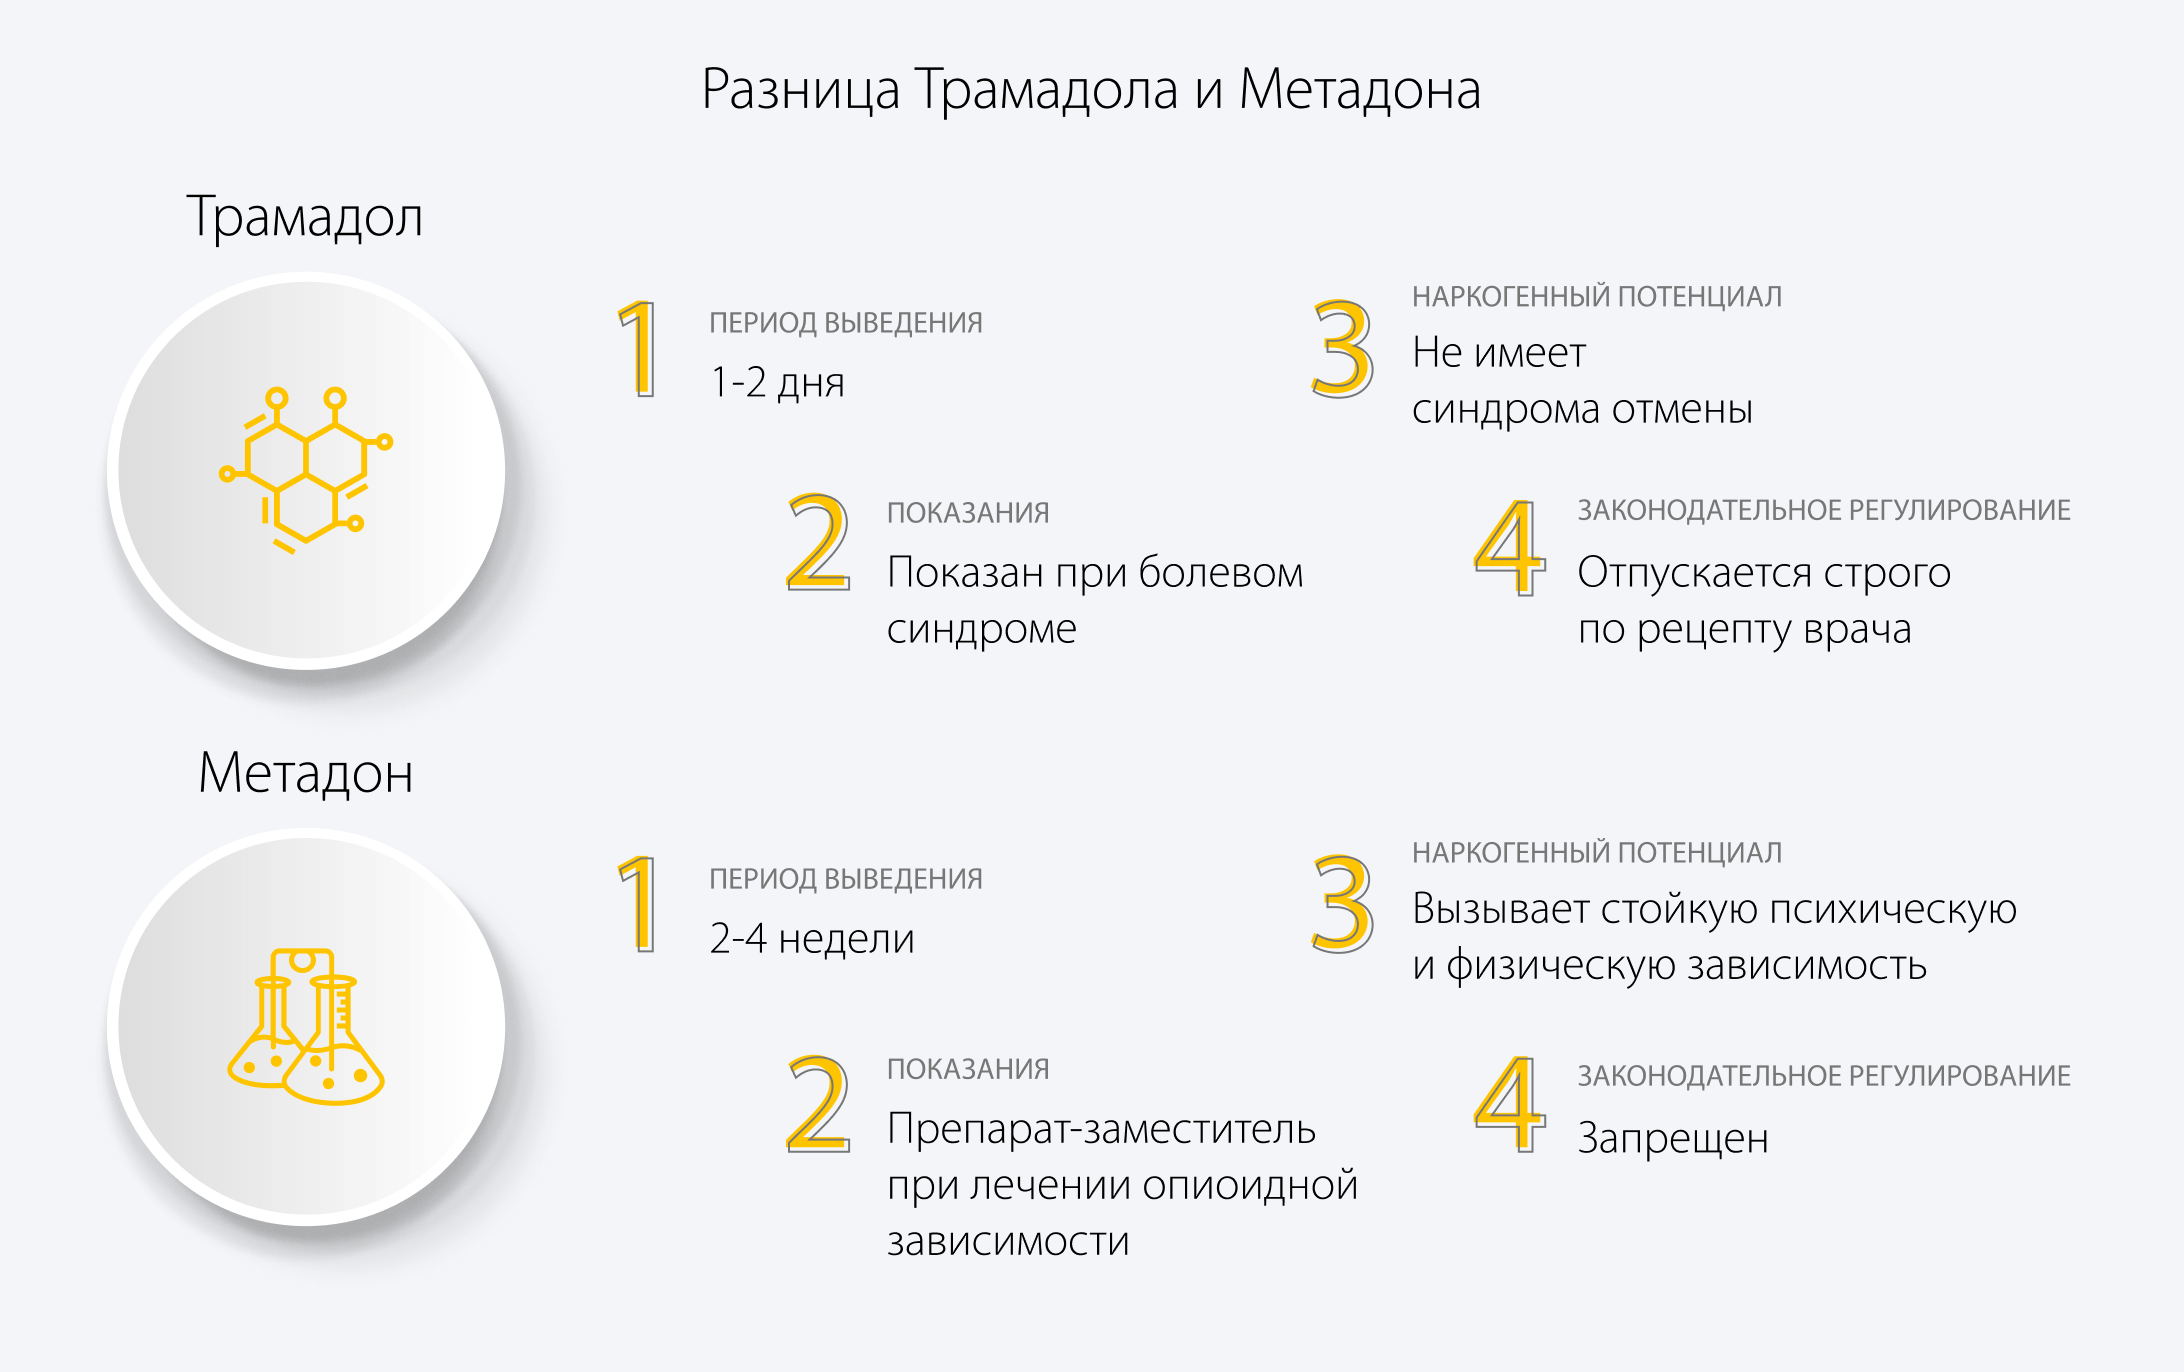 Разница Трамадола и Метадона
Трамадол
1
ПЕРИОД ВЫВЕДЕНИЯ
1-2 дня
2
ПОКАЗАНИЯ
Показан при болевом
синдроме
3
НАРКОГЕННЫЙ ПОТЕНЦИАЛ
Не имеет
синдрома отмены
4
ЗАКОНОДАТЕЛЬНОЕ РЕГУЛИРОВАНИЕ
Отпускается строго
по рецепту врача
Метадон
1
ПЕРИОД ВЫВЕДЕНИЯ
2-4 недели
2
ПОКАЗАНИЯ
Препарат-заместитель
при лечении опиоидной
зависимости
3
НАРКОГЕННЫЙ ПОТЕНЦИАЛ
Вызывает стойкую психическую
и физическую зависимость
4
ЗАКОНОДАТЕЛЬНОЕ РЕГУЛИРОВАНИЕ
Запрещен